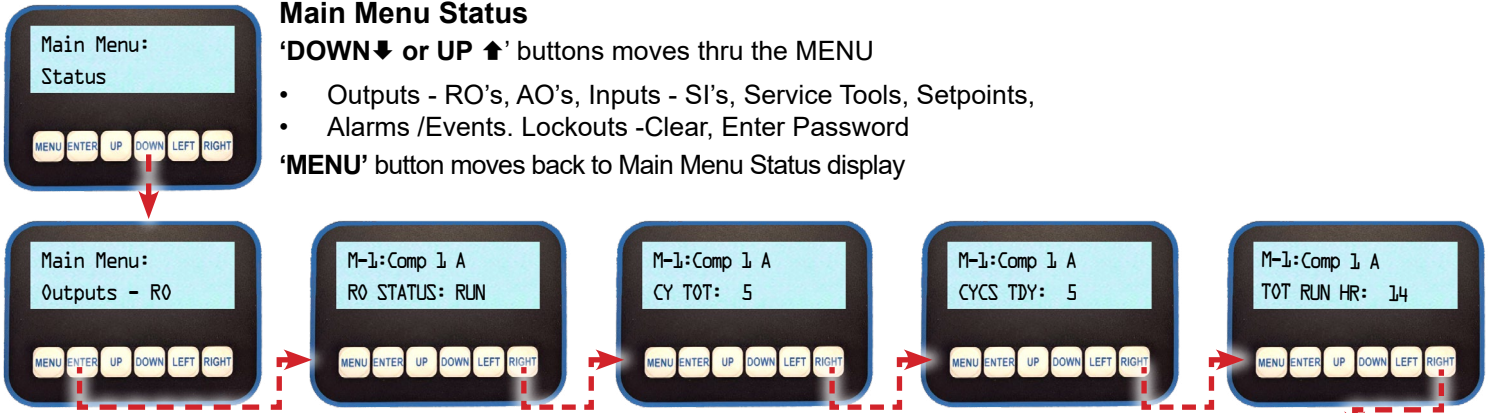 Main Menu Status
Main Menu:
Status
MENU ENTER UP DOWN LEFT RIGHT
‘DOWN⬇ or UP ⬆’ buttons moves thru the MENU
• Outputs - RO’s, AO’s, Inputs - SI’s, Service Tools, Setpoints,
• Alarms /Events. Lockouts -Clear, Enter Password
‘MENU’ button moves back to Main Menu Status display
Main Menu:
Outputs - RO
MENU ENTER UP DOWN LEFT RIGHT
M-1:Comp 1 A
RO STATUS: RUN
MENU ENTER UP DOWN LEFT RIGHT
M-1:Comp 1 A
CY TOT: 5
MENU ENTER UP DOWN LEFT RIGHT
M-1:Comp 1 A
CYCS TDY: 5
MENU ENTER UP DOWN LEFT RIGHT
M-1:Comp 1 A
TOT RUN HR: 14
MENU ENTER UP DOWN LEFT RIGHT